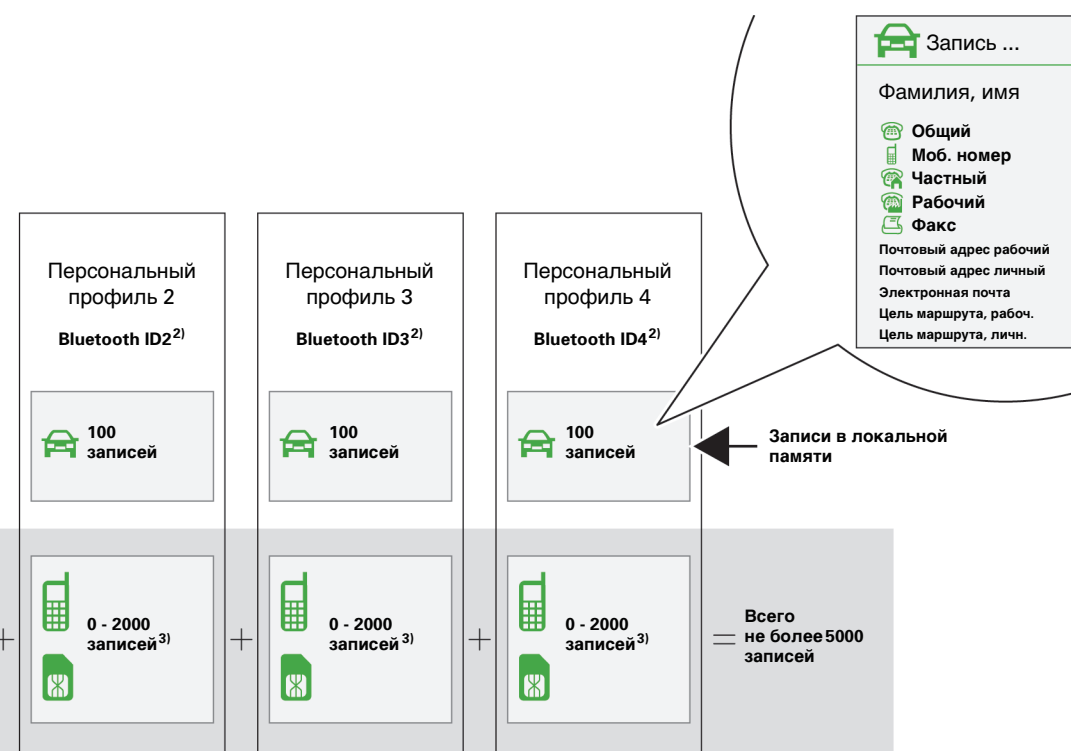 Запись ...
Фамилия, имя
Общий
Моб. номер
Частный
Рабочий
Факс
Почтовый адрес рабочий
Почтовый адрес личный
Электронная почта
Цель маршрута, рабоч.
Цель маршрута, личн.
Персональный
профиль 2
Bluetooth ID2²⁾
100
записей
+
0 - 2000
записей³⁾
Персональный
профиль 3
Bluetooth ID3²⁾
100
записей
+
0 - 2000
записей³⁾
Персональный
профиль 4
Bluetooth ID4²⁾
100
записей
+
0 - 2000
записей³⁾
Записи в локальной
памяти
=
Всего
не более 5000
записей